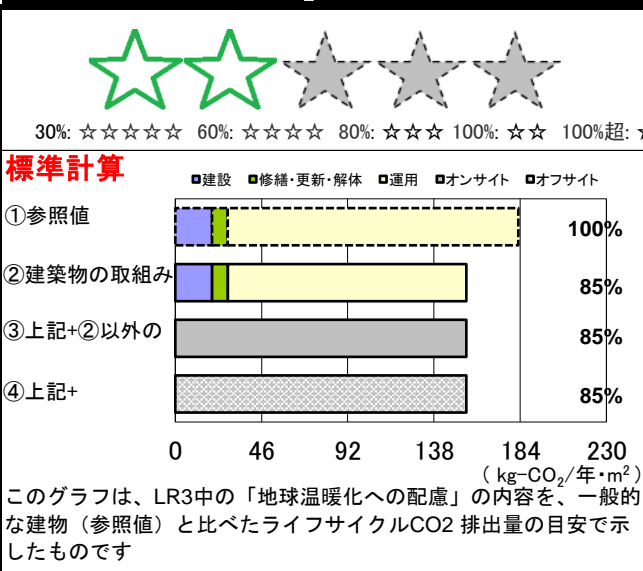 30%: ☆☆☆☆☆ 60%: ☆☆☆☆ 80%: ☆☆☆ 100%: ☆☆ 100%超: ☆
標準計算
建設 修繕・更新・解体 運用 オンサイト オフサイト
①参照値 100%
②建築物の取組み 85%
③上記+②以外の 85%
④上記+ 85%
0 46 92 138 184 230
( kg-CO₂/年・m²)
このグラフは、LR3中の「地球温暖化への配慮」の内容を、一般的
な建物（参照値）と比べたライフサイクルCO2 排出量の目安で示
したものです